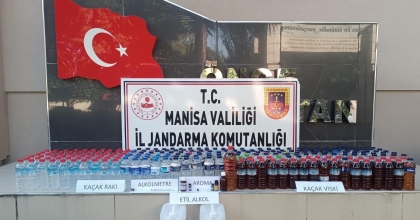 T.C.
MANİSA VALİLİĞİ
İL JANDARMA KOMUTANLIĞI
KAÇAK RAKI
ALKOLMETRE
AROMA
KAÇAK VİSKİ
ETİL ALKOL